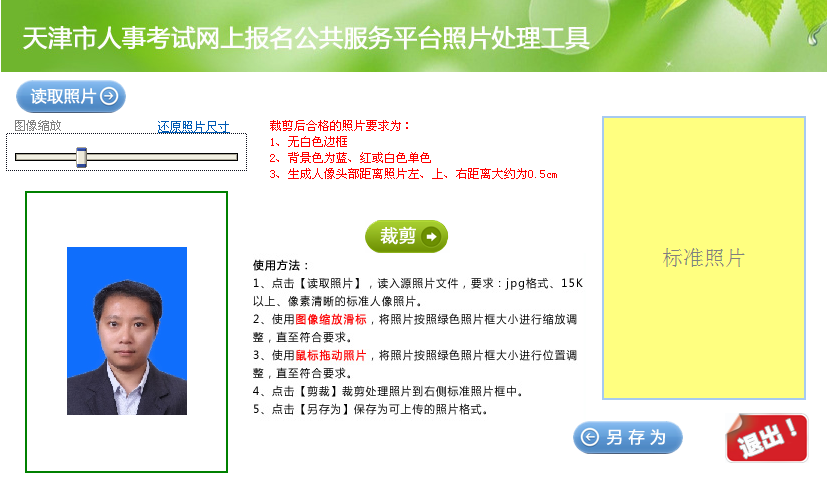 天津市人事考试网上报名公共服务平台照片处理工具
读取照片
图像缩放 还原照片尺寸
裁剪后合格的照片要求为：
1、无白色边框
2、背景色为蓝、红或白色单色
3、生成人像头部距离照片左、上、右距离大约为0.5cm
裁剪
使用方法：
1、点击【读取照片】，读入源照片文件，要求：jpg格式、15K
以上、像素清晰的标准人像照片。
2、使用图像缩放滑标，将照片按照绿色照片框大小进行缩放调
整，直至符合要求。
3、使用鼠标拖动照片，将照片按照绿色照片框大小进行位置调
整，直至符合要求。
4、点击【剪裁】裁剪处理照片到右侧标准照片框中。
5、点击【另存为】保存为可上传的照片格式。
标准照片
另存为
退出！